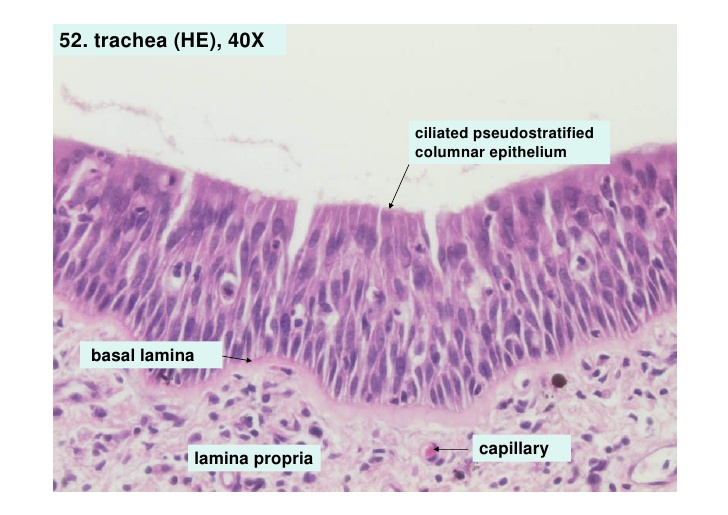 52. trachea (HE), 40X
ciliated pseudostratified
columnar epithelium
basal lamina
capillary
lamina propria